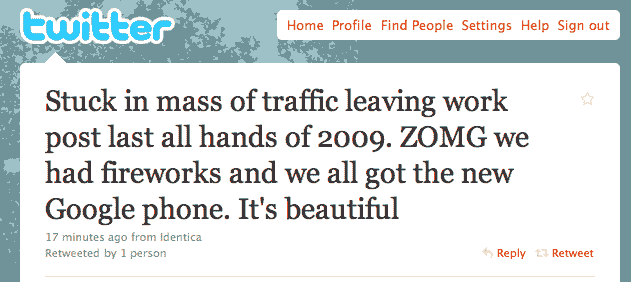 twitter
Home Profile Find People Settings Help Sign out
Stuck in mass of traffic leaving work
post last all hands of 2009. ZOMG we
had fireworks and we all got the new
Google phone. It's beautiful
17 minutes ago from Identica
Retweeted by 1 person
Reply Retweet